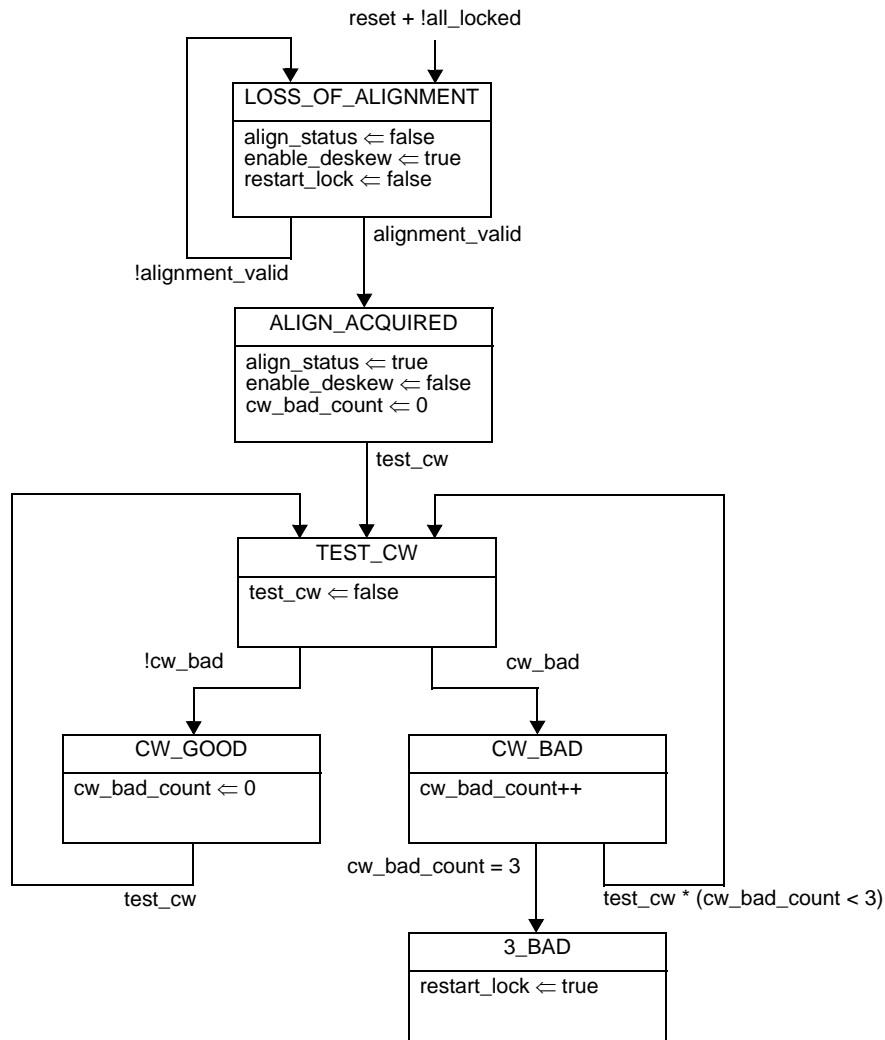 reset + !all_locked
LOSS_OF_ALIGNMENT
align_status ⇐ false
enable_deskew ⇐ true
restart_lock ⇐ false
alignment_valid
!alignment_valid
ALIGN_ACQUIRED
align_status ⇐ true
enable_deskew ⇐ false
cw_bad_count ⇐ 0
test_cw
TEST_CW
test_cw ⇐ false
!cw_bad
cw_bad
CW_GOOD
cw_bad_count ⇐ 0
CW_BAD
cw_bad_count++
cw_bad_count = 3
test_cw
test_cw * (cw_bad_count < 3)
3_BAD
restart_lock ⇐ true